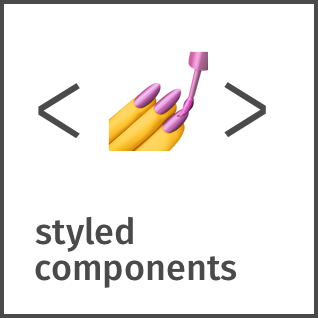 < >
styled
components